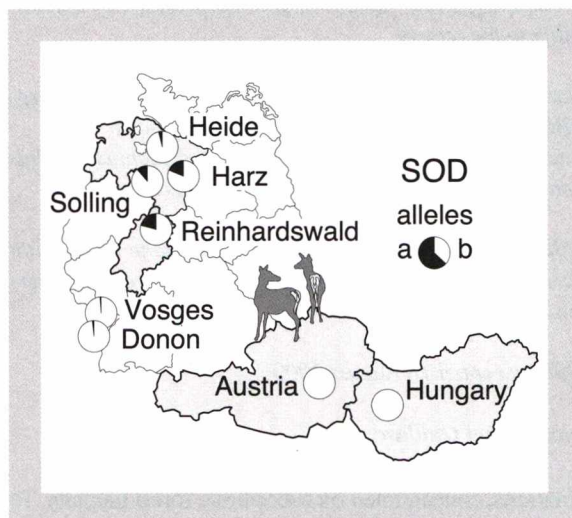 Heide
Harz
Solling
Reinhardswald
Vosges
Donon
Austria
Hungary
SOD
alleles
a b